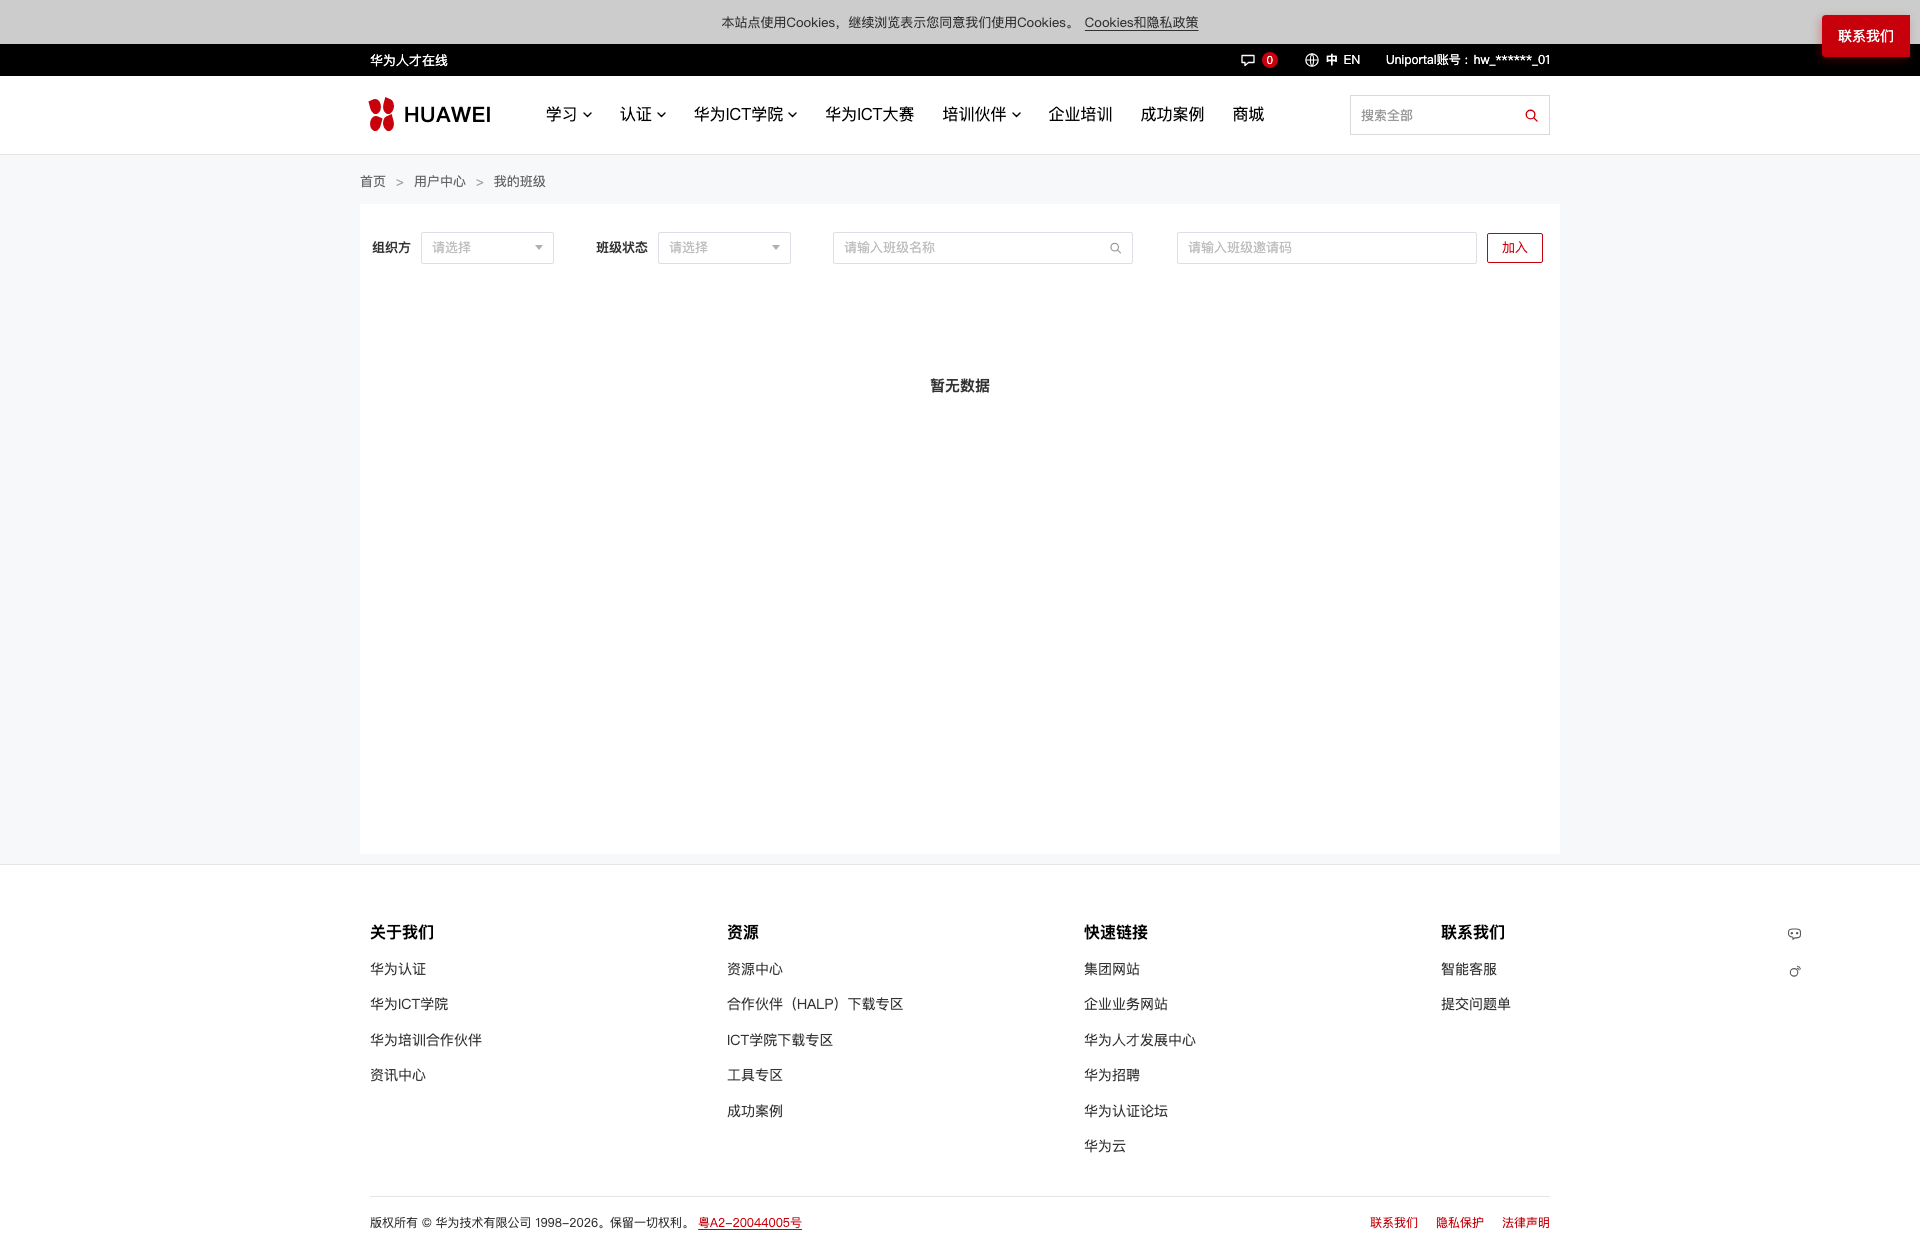 本站点使用Cookies，继续浏览表示您同意我们使用Cookies。 Cookies和隐私政策
联系我们
华为人才在线
0
中 EN
Uniportal账号：hw_******_01
HUAWEI
学习
认证
华为ICT学院
华为ICT大赛
培训伙伴
企业培训
成功案例
商城
搜索全部
首页 > 用户中心 > 我的班级
组织方 请选择
班级状态 请选择
请输入班级名称
请输入班级邀请码
加入
暂无数据
关于我们
华为认证
华为ICT学院
华为培训合作伙伴
资讯中心
资源
资源中心
合作伙伴（HALP）下载专区
ICT学院下载专区
工具专区
成功案例
快速链接
集团网站
企业业务网站
华为人才发展中心
华为招聘
华为认证论坛
华为云
联系我们
智能客服
提交问题单
版权所有 © 华为技术有限公司 1998-2026。保留一切权利。 粤A2-20044005号
联系我们 隐私保护 法律声明